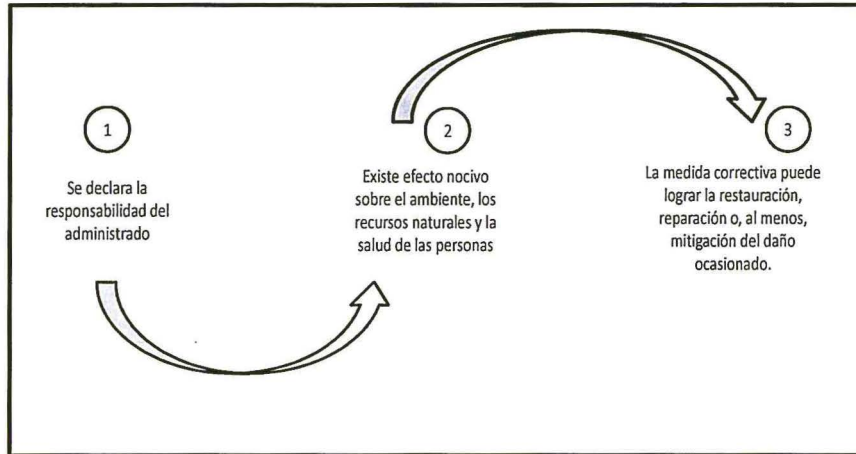 1
Se declara la
responsabilidad del
administrado
2
Existe efecto nocivo
sobre el ambiente, los
recursos naturales y la
salud de las personas
3
La medida correctiva puede
lograr la restauración,
reparación o, al menos,
mitigación del daño
ocasionado.